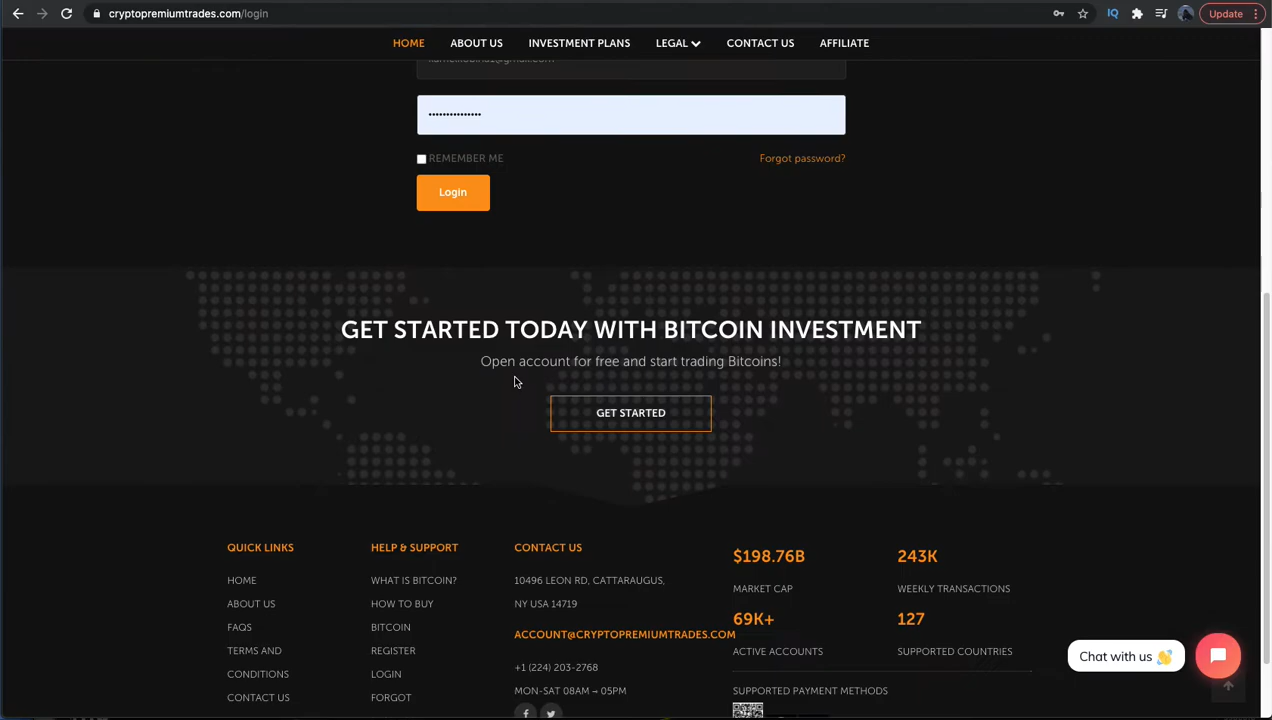 cryptopremiumtrades.com/login
Update
HOME ABOUT US INVESTMENT PLANS LEGAL CONTACT US AFFILIATE
•••••••••••••••
REMEMBER ME Forgot password?
Login
GET STARTED TODAY WITH BITCOIN INVESTMENT
Open account for free and start trading Bitcoins!
GET STARTED
QUICK LINKS
HOME
ABOUT US
FAQS
TERMS AND
CONDITIONS
CONTACT US
HELP & SUPPORT
WHAT IS BITCOIN?
HOW TO BUY
BITCOIN
REGISTER
LOGIN
FORGOT
CONTACT US
10496 LEON RD, CATTARAUGUS,
NY USA 14719
ACCOUNT@CRYPTOPREMIUMTRADES.COM
+1 (224) 203-2768
MON-SAT 08AM – 05PM
$198.76B
MARKET CAP
243K
WEEKLY TRANSACTIONS
69K+
ACTIVE ACCOUNTS
127
SUPPORTED COUNTRIES
SUPPORTED PAYMENT METHODS
Chat with us 👋